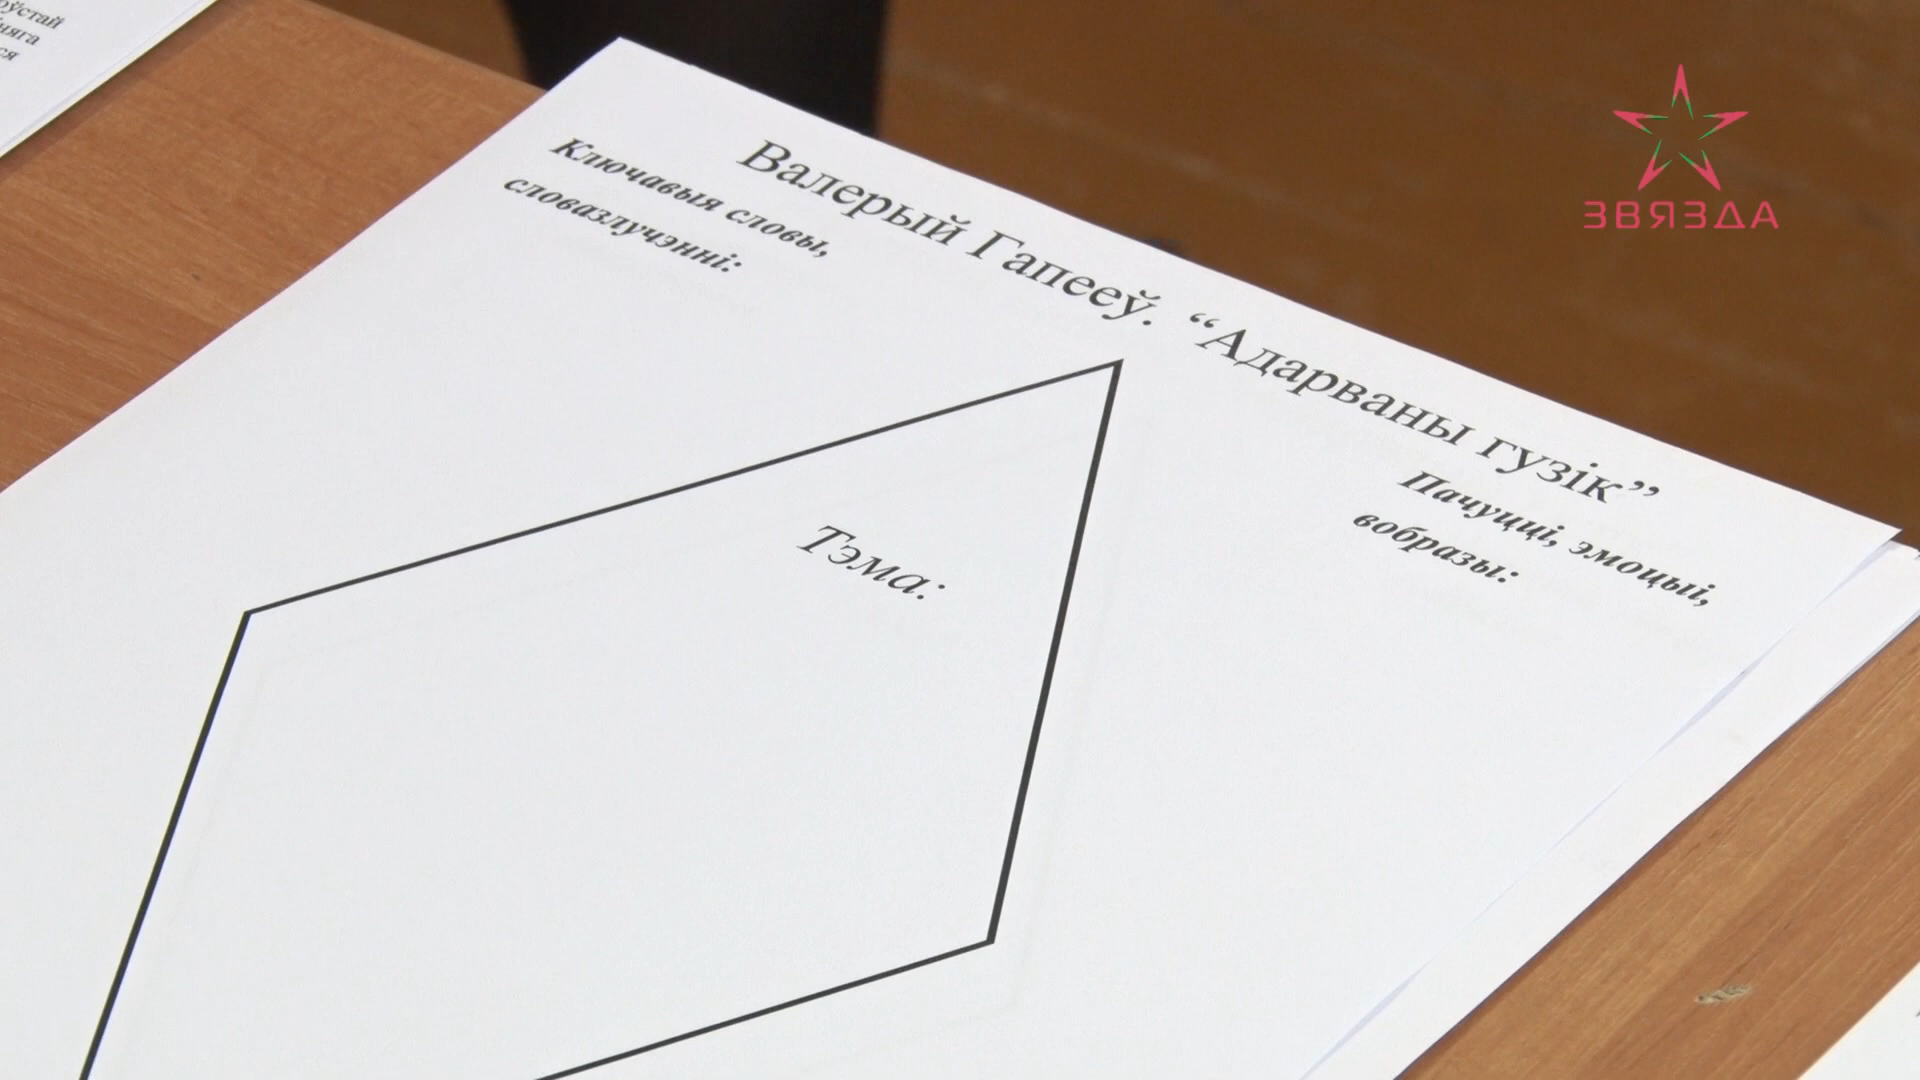 Валерый Гапееў. “Адарваны гузік”
Ключавыя словы,
словазлучэнні:
Пачуцці, эмоцыі,
вобразы:
Тэма:
ЗВЯЗДА